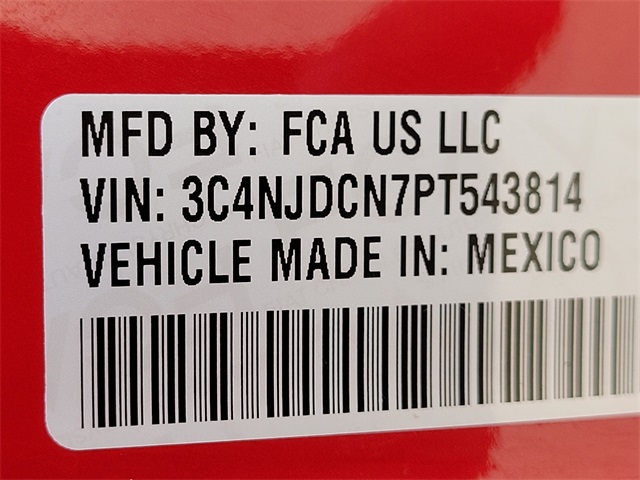 MFD BY: FCA US LLC
VIN: 3C4NJDCN7PT543814
VEHICLE MADE IN: MEXICO